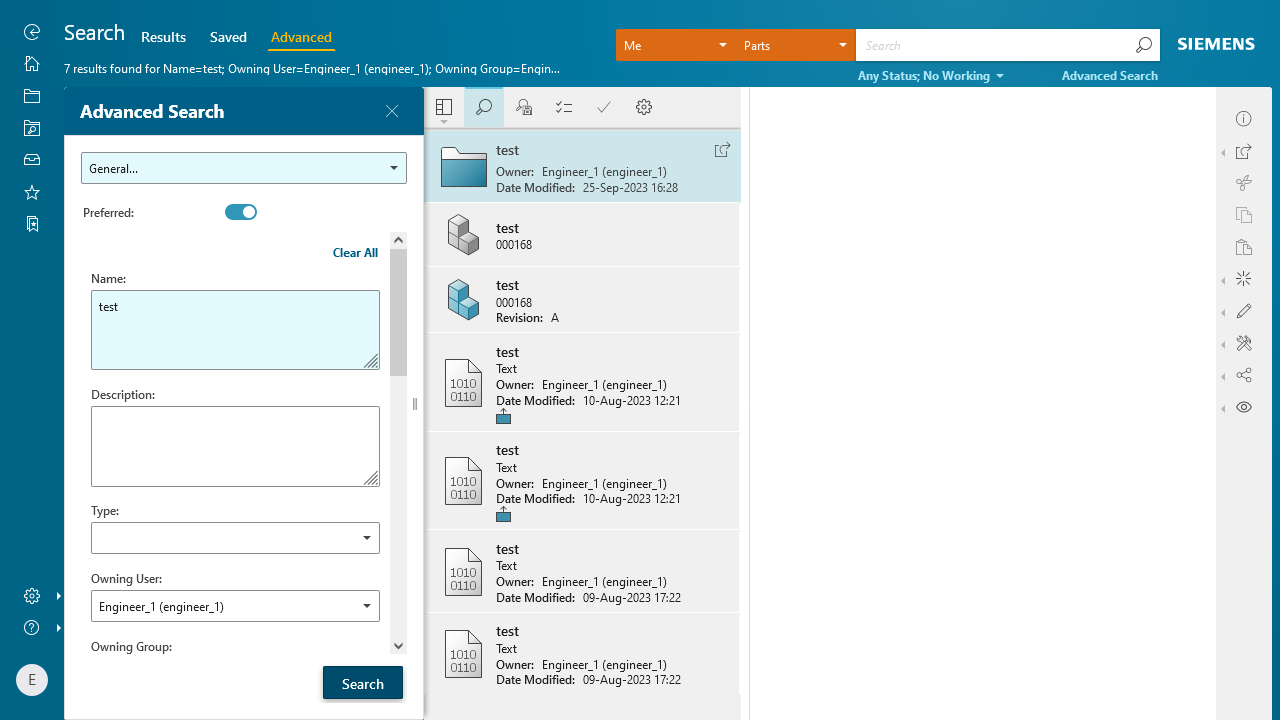 Search
Results
Saved
Advanced
7 results found for Name=test; Owning User=Engineer_1 (engineer_1); Owning Group=Engin...
Me
Parts
Search
SIEMENS
Any Status; No Working
Advanced Search
Advanced Search
General...
Preferred:
Clear All
Name:
test
Description:
Type:
Owning User:
Engineer_1 (engineer_1)
Owning Group:
Search
E
test
Owner: Engineer_1 (engineer_1)
Date Modified: 25-Sep-2023 16:28
test
000168
test
000168
Revision: A
1010
0110
test
Text
Owner: Engineer_1 (engineer_1)
Date Modified: 10-Aug-2023 12:21
1010
0110
test
Text
Owner: Engineer_1 (engineer_1)
Date Modified: 10-Aug-2023 12:21
1010
0110
test
Text
Owner: Engineer_1 (engineer_1)
Date Modified: 09-Aug-2023 17:22
1010
0110
test
Text
Owner: Engineer_1 (engineer_1)
Date Modified: 09-Aug-2023 17:22